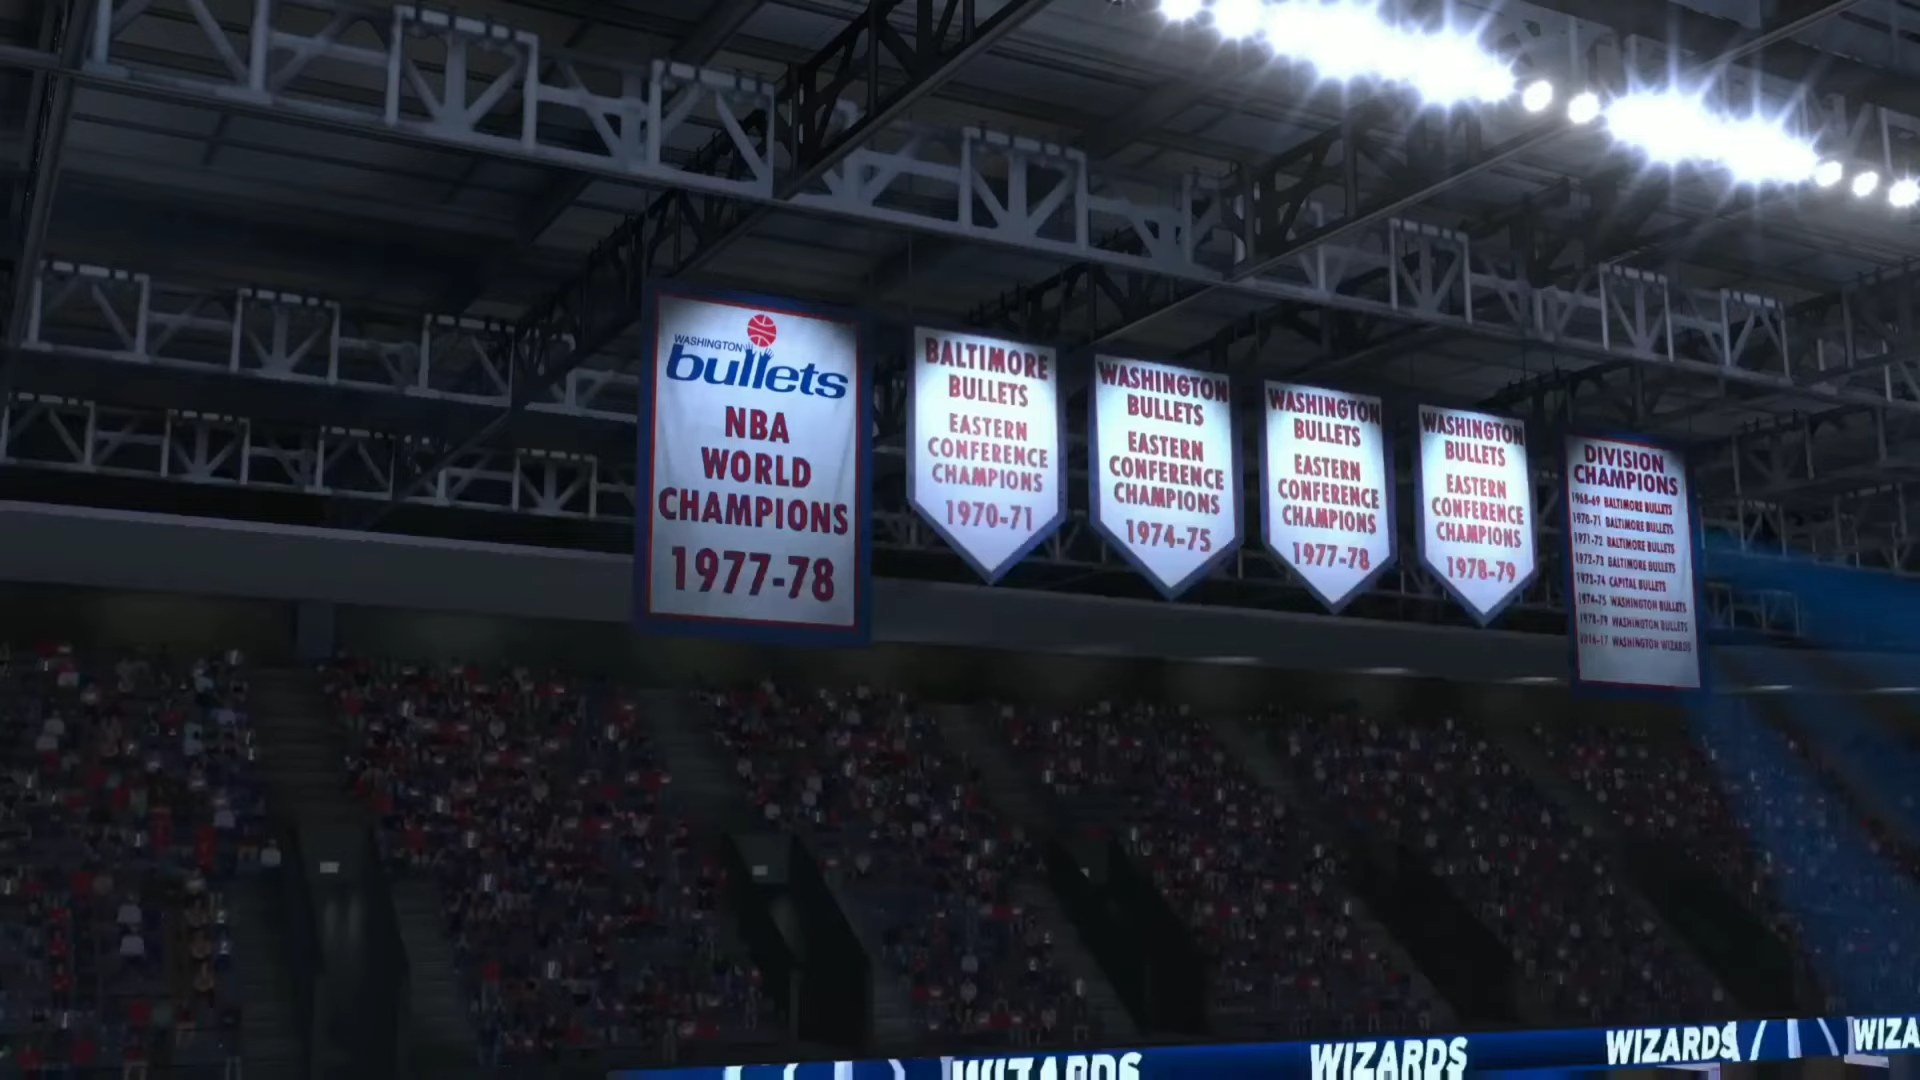 WASHINGTON
bullets
NBA
WORLD
CHAMPIONS
1977-78
BALTIMORE
BULLETS
EASTERN
CONFERENCE
CHAMPIONS
1970-71
WASHINGTON
BULLETS
EASTERN
CONFERENCE
CHAMPIONS
1974-75
WASHINGTON
BULLETS
EASTERN
CONFERENCE
CHAMPIONS
1977-78
WASHINGTON
BULLETS
EASTERN
CONFERENCE
CHAMPIONS
1978-79
DIVISION
CHAMPIONS
1968-69 BALTIMORE BULLETS
1970-71 BALTIMORE BULLETS
1971-72 BALTIMORE BULLETS
1972-73 BALTIMORE BULLETS
1973-74 CAPITAL BULLETS
1974-75 WASHINGTON BULLETS
1978-79 WASHINGTON BULLETS
2016-17 WASHINGTON WIZARDS
WIZARDS
WIZARDS
WIZARDS
WIZA